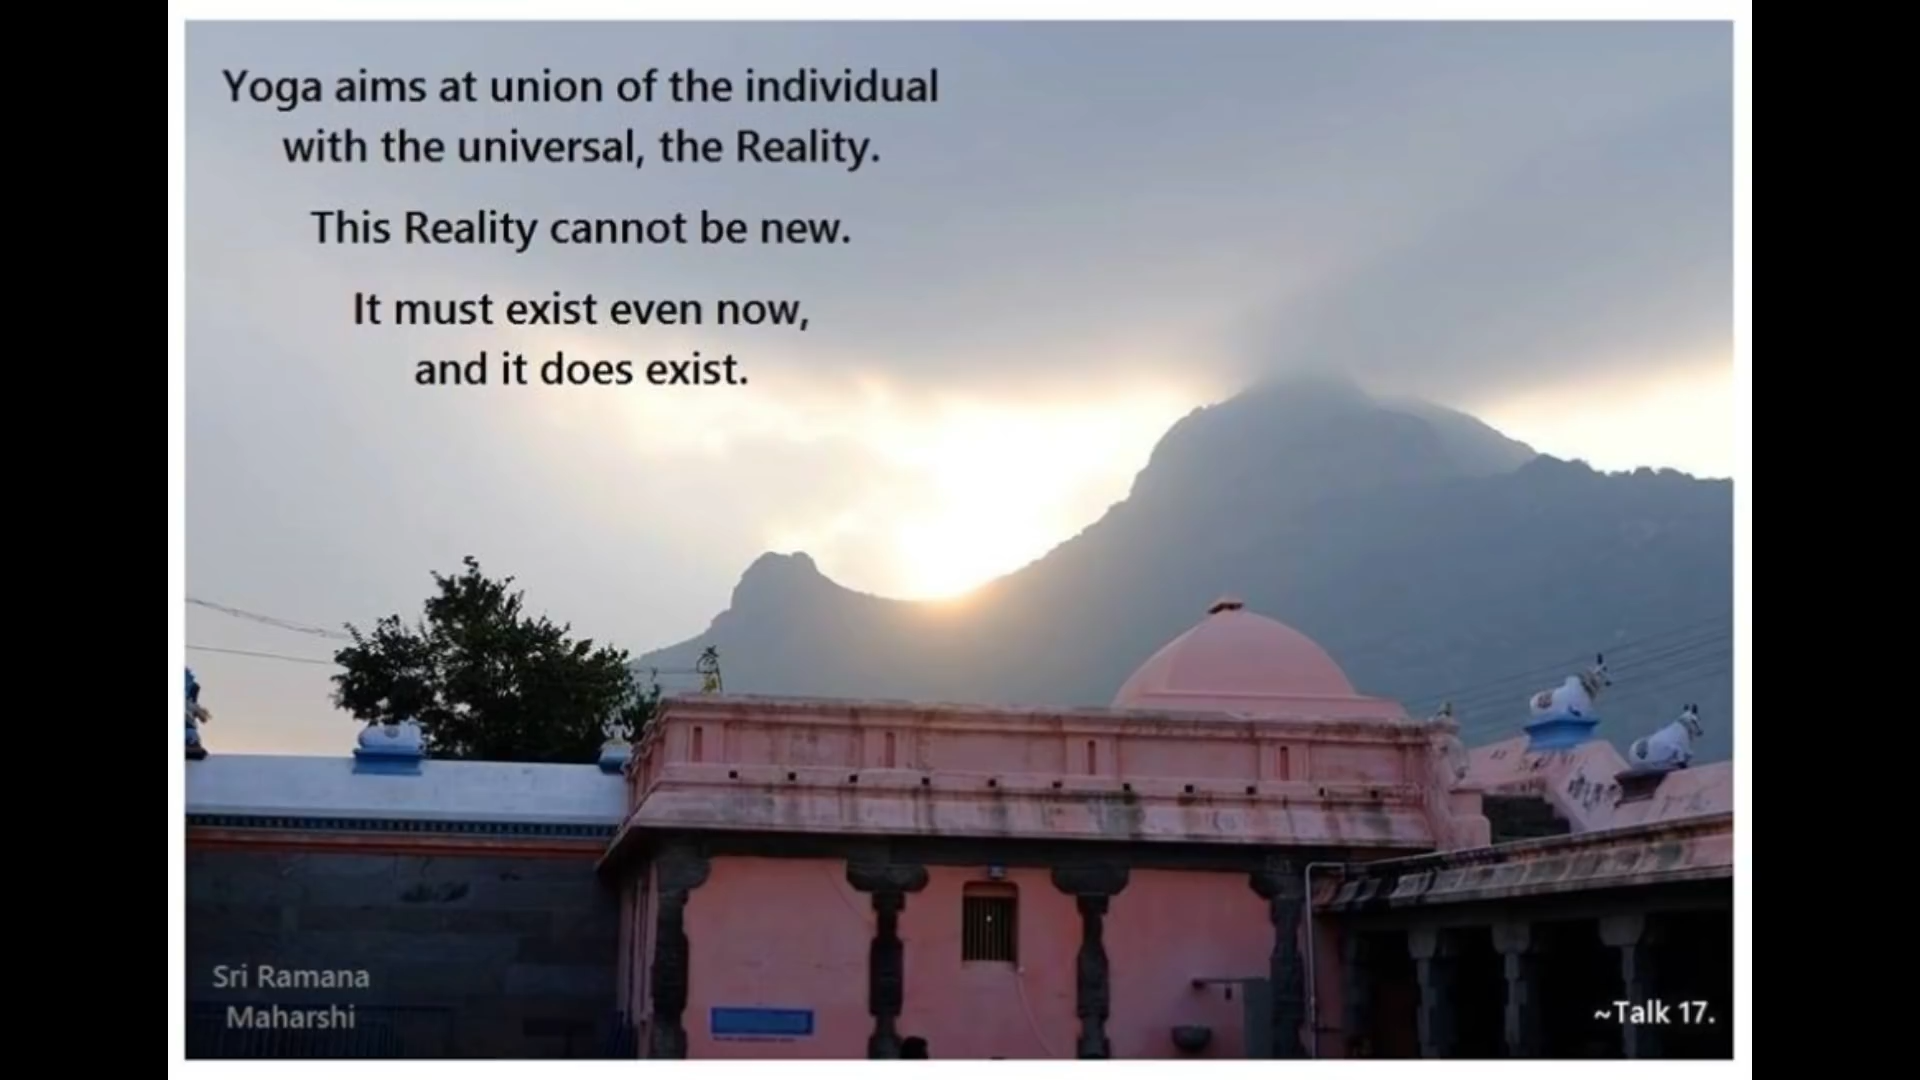 Yoga aims at union of the individual
with the universal, the Reality.
This Reality cannot be new.
It must exist even now,
and it does exist.
Sri Ramana
Maharshi
~Talk 17.